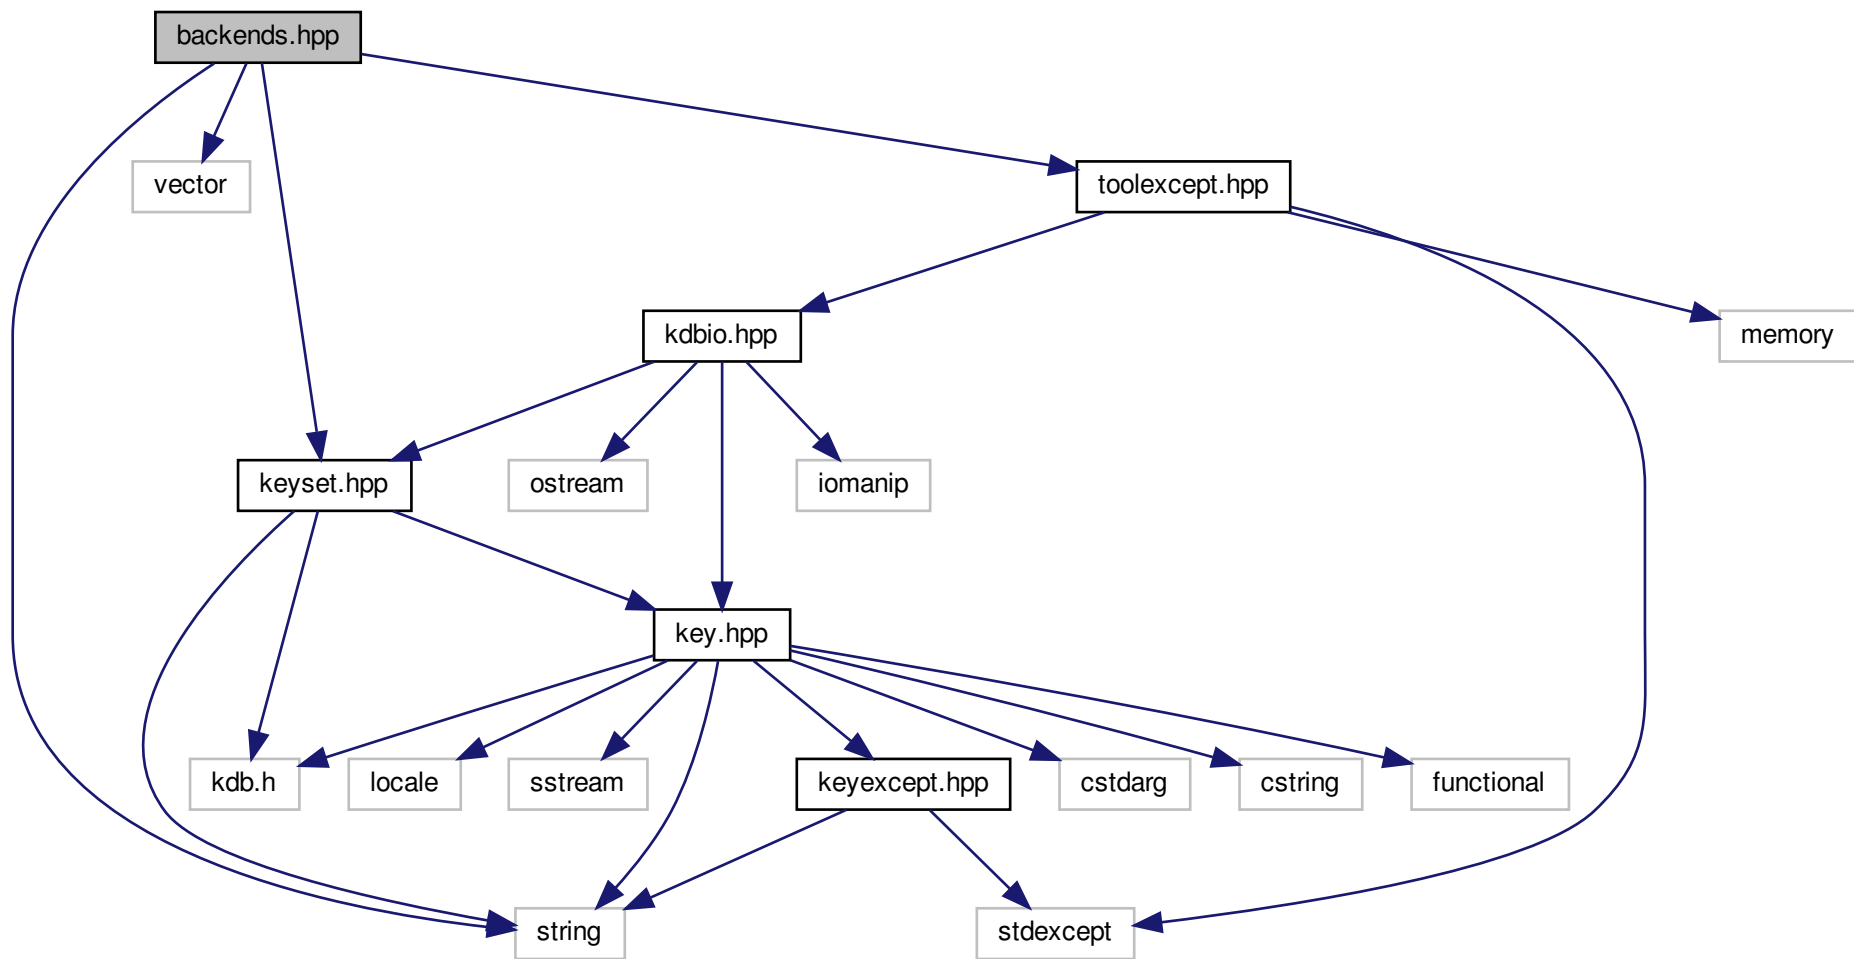 backends.hpp
vector
toolexcept.hpp
kdbio.hpp
memory
keyset.hpp
ostream
iomanip
key.hpp
kdb.h
locale
sstream
keyexcept.hpp
cstdarg
cstring
functional
string
stdexcept